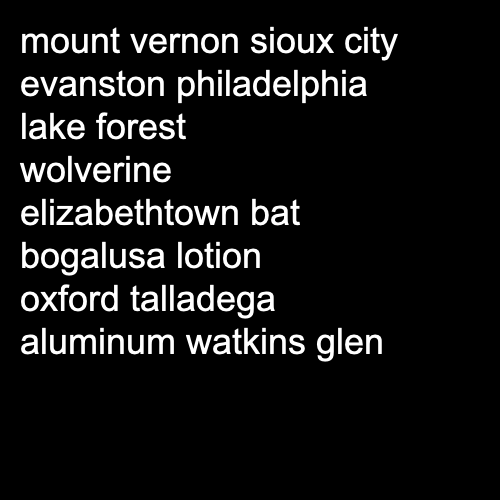 mount vernon sioux city
evanston philadelphia
lake forest
wolverine
elizabethtown bat
bogalusa lotion
oxford talladega
aluminum watkins glen